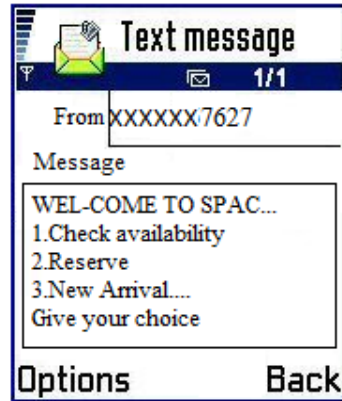 Text message
1/1
From XXXXXX7627
Message
WEL-COME TO SPAC...
1.Check availability
2.Reserve
3.New Arrival....
Give your choice
Options Back